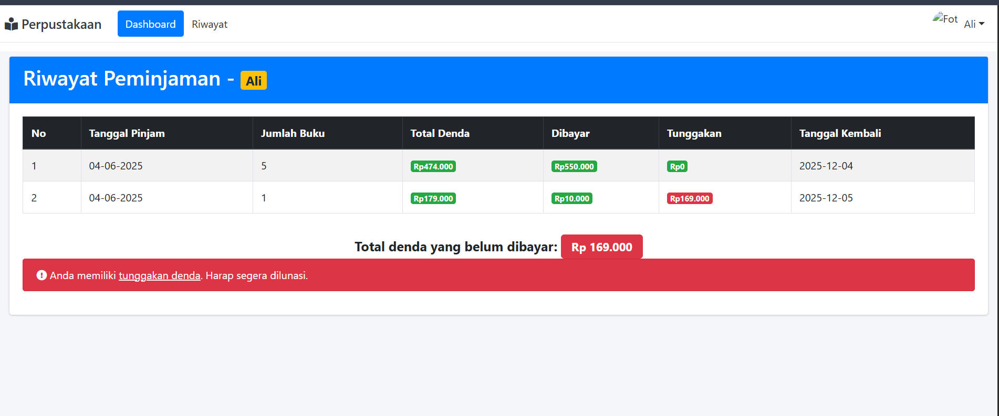 Perpustakaan Dashboard Riwayat Fot Ali
Riwayat Peminjaman - Ali
No Tanggal Pinjam Jumlah Buku Total Denda Dibayar Tunggakan Tanggal Kembali
1 04-06-2025 5 Rp474.000 Rp550.000 Rp0 2025-12-04
2 04-06-2025 1 Rp179.000 Rp10.000 Rp169.000 2025-12-05
Total denda yang belum dibayar: Rp 169.000
Anda memiliki tunggakan denda. Harap segera dilunasi.